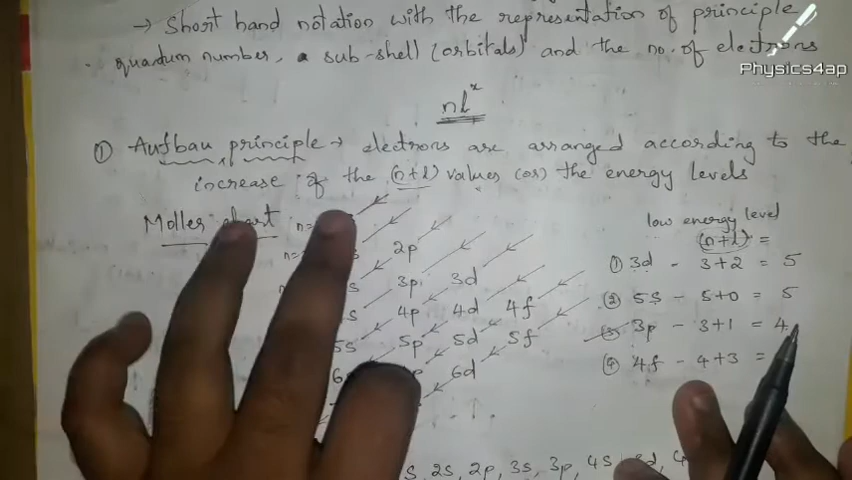 → Short hand notation with the representation of principle
quantum number, a sub-shell (orbitals) and the no. of electrons
Physics4ap
nlˣ
① Aufbau principle → electrons are arranged according to the
increase of the (n+l) values (or) the energy levels
Moller chart n=
low energy level
(n+l) =
n= s 2p
① 3d - 3+2 = 5
s 3p 3d
② 5s - 5+0 = 5
s 4p 4d 4f
③ 3p - 3+1 = 4
5s 5p 5d 5f
④ 4f - 4+3 =
6 6d
s, 2s, 2p, 3s, 3p, 4s, 3d, 4